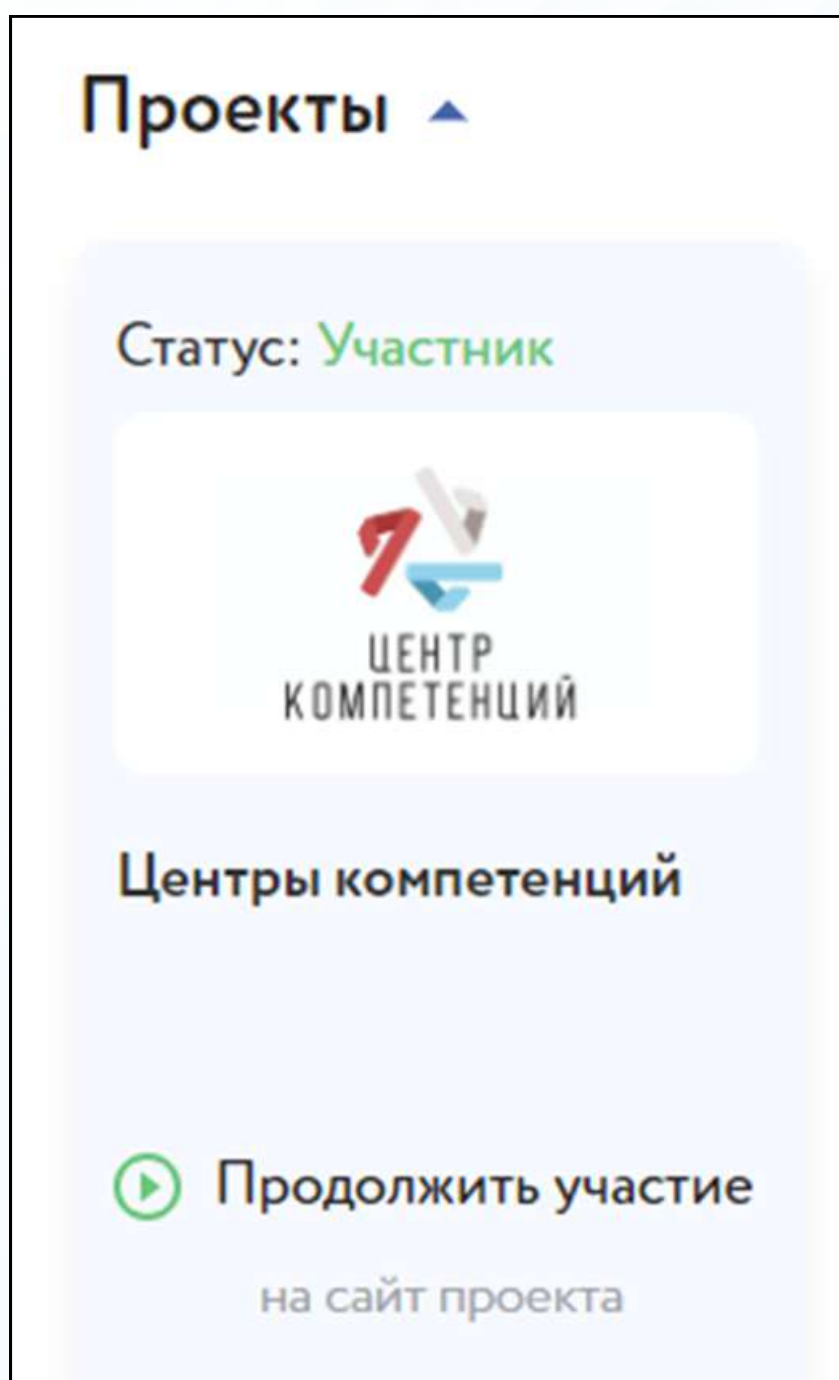 Проекты
Статус: Участник
ЦЕНТР
КОМПЕТЕНЦИЙ
Центры компетенций
Продолжить участие
на сайт проекта